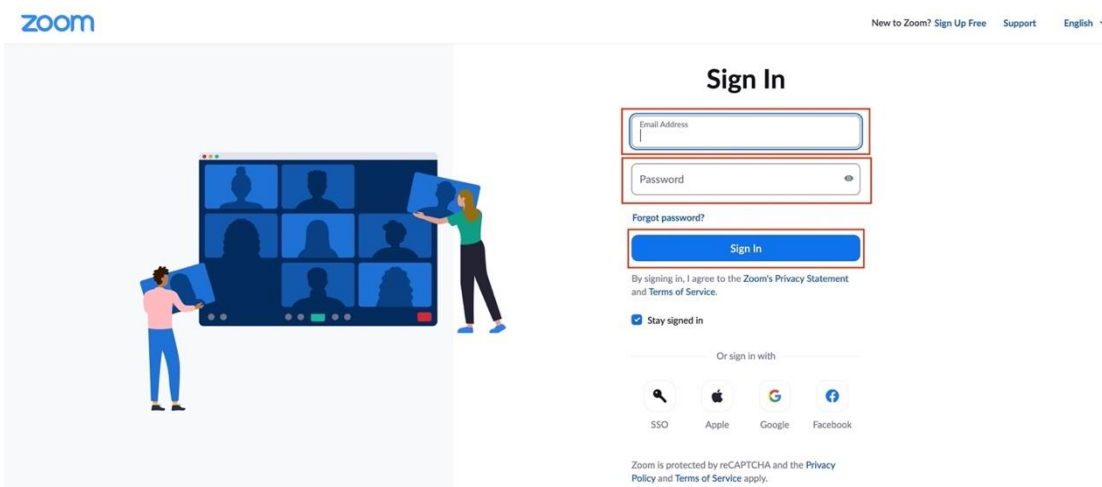 zoom
New to Zoom? Sign Up Free Support English
Sign In
Email Address
Password
Forgot password?
Sign In
By signing in, I agree to the Zoom's Privacy Statement
and Terms of Service.
Stay signed in
Or sign in with
SSO Apple Google Facebook
Zoom is protected by reCAPTCHA and the Privacy
Policy and Terms of Service apply.